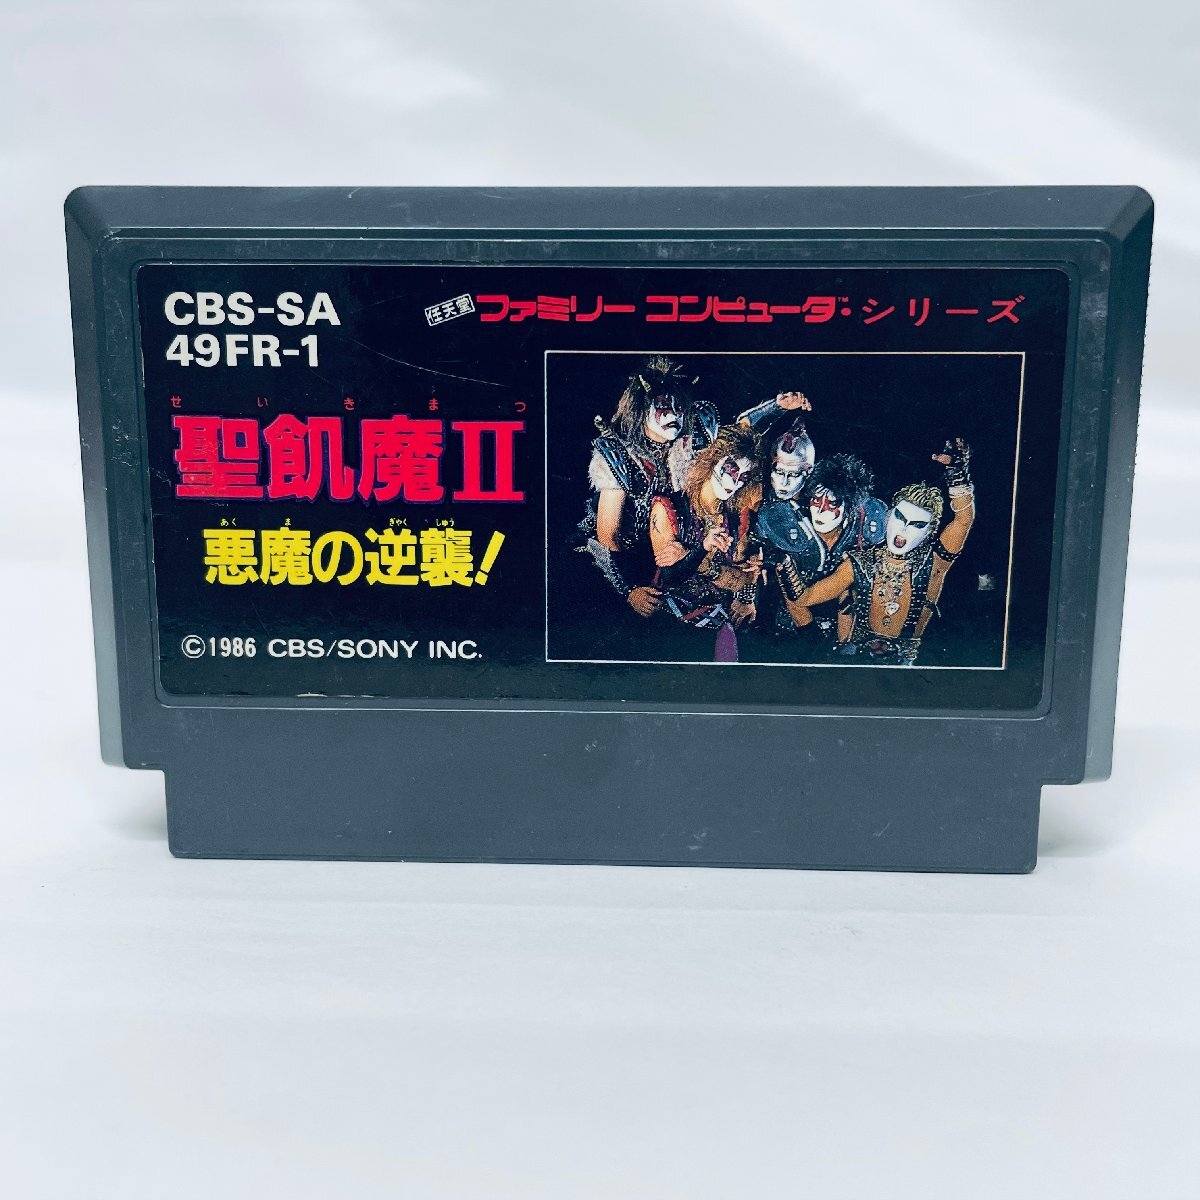 CBS-SA
49FR-1
任天堂 ファミリー コンピュータ™・シリーズ
せいきまつ
聖飢魔II
あくま ぎゃくしゅう
悪魔の逆襲!
©1986 CBS/SONY INC.